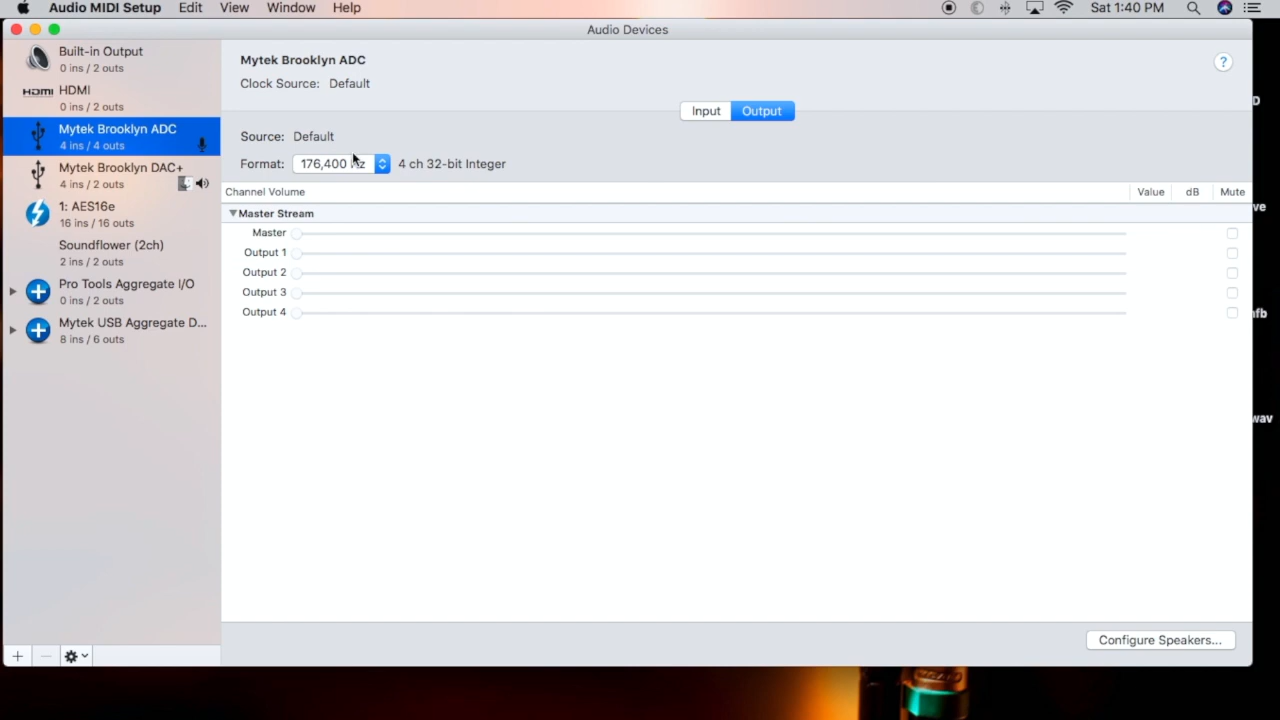 Audio MIDI Setup Edit View Window Help Sat 1:40 PM
Audio Devices
Built-in Output
0 ins / 2 outs
HDMI HDMI
0 ins / 2 outs
Mytek Brooklyn ADC
4 ins / 4 outs
Mytek Brooklyn DAC+
4 ins / 2 outs
1: AES16e
16 ins / 16 outs
Soundflower (2ch)
2 ins / 2 outs
Pro Tools Aggregate I/O
0 ins / 2 outs
Mytek USB Aggregate D...
8 ins / 6 outs
Mytek Brooklyn ADC
?
Clock Source: Default
Input Output
Source: Default
Format: 176,400 Hz 4 ch 32-bit Integer
Channel Volume Value dB Mute
Master Stream
Master
Output 1
Output 2
Output 3
Output 4
Configure Speakers...
wav